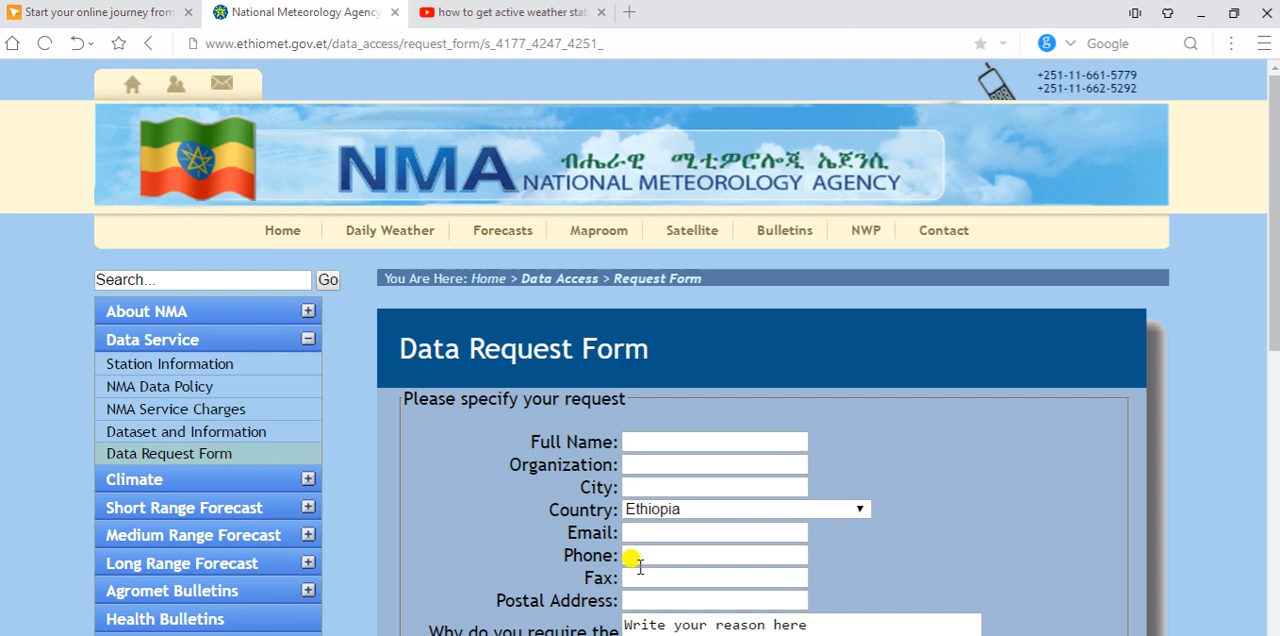 Start your online journey from
National Meteorology Agency
how to get active weather stat
www.ethiomet.gov.et/data_access/request_form/s_4177_4247_4251_
Google
+251-11-661-5779
+251-11-662-5292
NMA ብሔራዊ ሚቲዎሮሎጂ ኤጀንሲ
NATIONAL METEOROLOGY AGENCY
Home Daily Weather Forecasts Maproom Satellite Bulletins NWP Contact
Search... Go
You Are Here: Home > Data Access > Request Form
About NMA
Data Service
Station Information
NMA Data Policy
NMA Service Charges
Dataset and Information
Data Request Form
Climate
Short Range Forecast
Medium Range Forecast
Long Range Forecast
Agromet Bulletins
Health Bulletins
Data Request Form
Please specify your request
Full Name:
Organization:
City:
Country: Ethiopia
Email:
Phone:
Fax:
Postal Address:
Why do you require the
Write your reason here